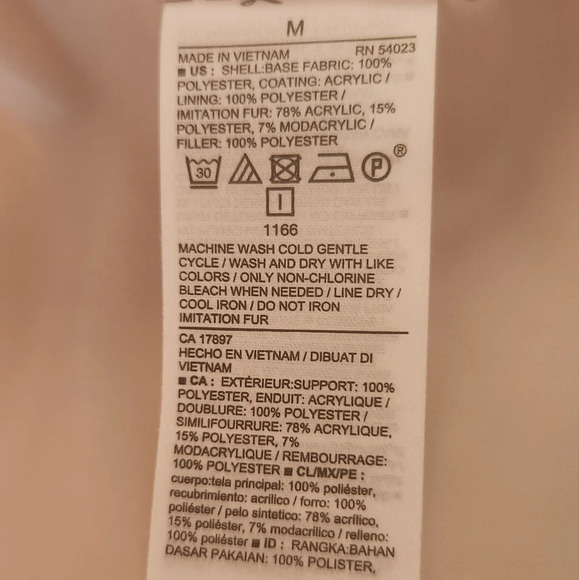 M
MADE IN VIETNAM RN 54023
■ US : SHELL:BASE FABRIC: 100%
POLYESTER, COATING: ACRYLIC /
LINING: 100% POLYESTER /
IMITATION FUR: 78% ACRYLIC, 15%
POLYESTER, 7% MODACRYLIC /
FILLER: 100% POLYESTER
30 P ®
I
1166
MACHINE WASH COLD GENTLE
CYCLE / WASH AND DRY WITH LIKE
COLORS / ONLY NON-CHLORINE
BLEACH WHEN NEEDED / LINE DRY /
COOL IRON / DO NOT IRON
IMITATION FUR
CA 17897
HECHO EN VIETNAM / DIBUAT DI
VIETNAM
■ CA : EXTÉRIEUR:SUPPORT: 100%
POLYESTER, ENDUIT: ACRYLIQUE /
DOUBLURE: 100% POLYESTER /
SIMILIFOURRURE: 78% ACRYLIQUE,
15% POLYESTER, 7%
MODACRYLIQUE / REMBOURRAGE:
100% POLYESTER ■ CL/MX/PE :
cuerpo:tela principal: 100% poliéster,
recubrimiento: acrílico / forro: 100%
poliéster / pelo sintetico: 78% acrílico,
15% poliéster, 7% modacrilico / relleno:
100% poliéster ■ ID : RANGKA:BAHAN
DASAR PAKAIAN: 100% POLISTER,